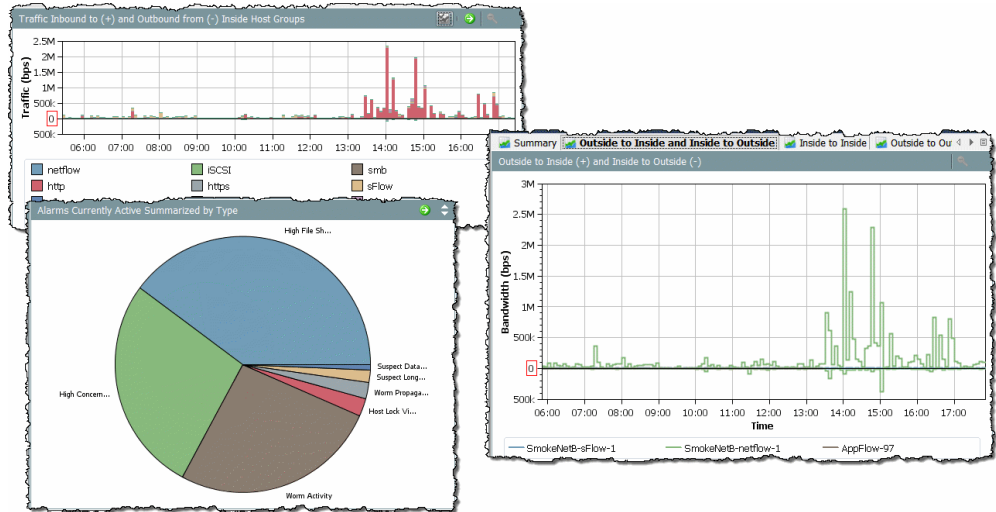 Traffic Inbound to (+) and Outbound from (-) Inside Host Groups
Traffic (bps)
2.5M
2M
1.5M
1M
500k
0
500k
06:00 07:00 08:00 09:00 10:00 11:00 12:00 13:00 14:00 15:00 16:00
netflow iSCSI smb
http https sFlow
Alarms Currently Active Summarized by Type
High File Sh...
High Concern...
Suspect Data...
Suspect Long...
Worm Propaga...
Host Lock Vi...
Worm Activity
Summary Outside to Inside and Inside to Outside Inside to Inside Outside to Ou
Outside to Inside (+) and Inside to Outside (-)
Bandwidth (bps)
3M
2.5M
2M
1.5M
1M
500k
0
500k
06:00 07:00 08:00 09:00 10:00 11:00 12:00 13:00 14:00 15:00 16:00 17:00
Time
SmokeNetB-sFlow-1 SmokeNetB-netflow-1 AppFlow-97